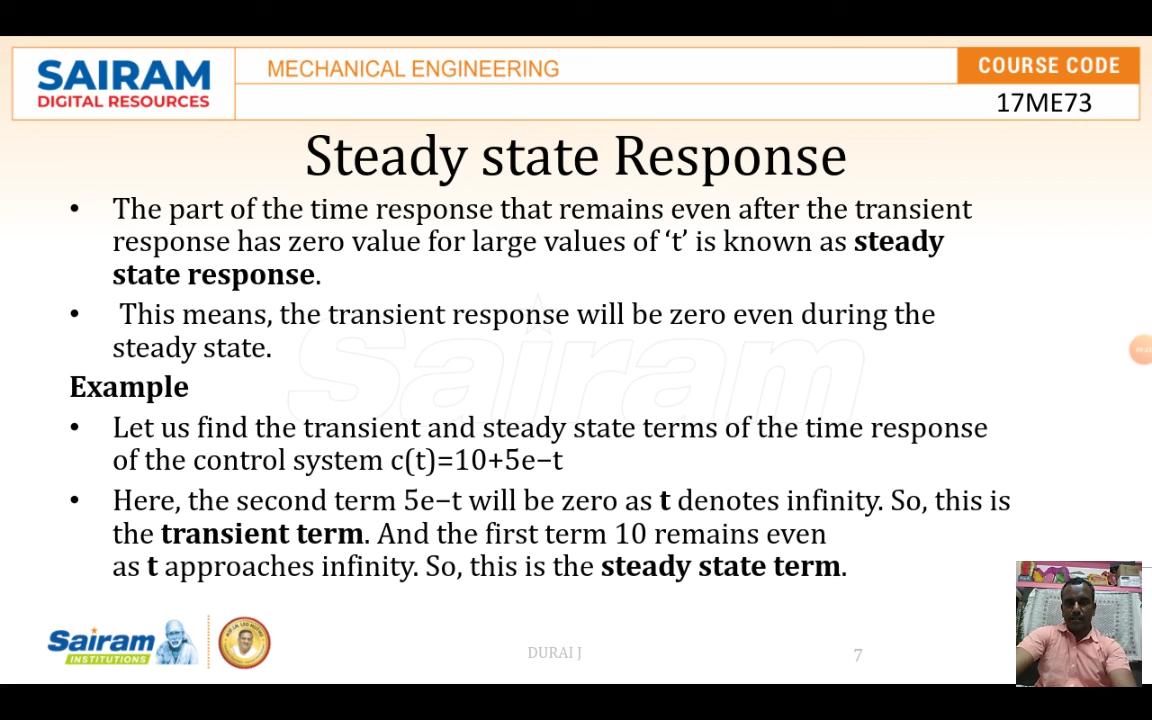 SAIRAM
DIGITAL RESOURCES
MECHANICAL ENGINEERING
COURSE CODE
17ME73
Steady state Response
• The part of the time response that remains even after the transient
response has zero value for large values of ‘t’ is known as steady
state response.
• This means, the transient response will be zero even during the
steady state.
Example
• Let us find the transient and steady state terms of the time response
of the control system c(t)=10+5e−t
• Here, the second term 5e−t will be zero as t denotes infinity. So, this is
the transient term. And the first term 10 remains even
as t approaches infinity. So, this is the steady state term.
Sairam
Sairam
INSTITUTIONS
DURAI J
7